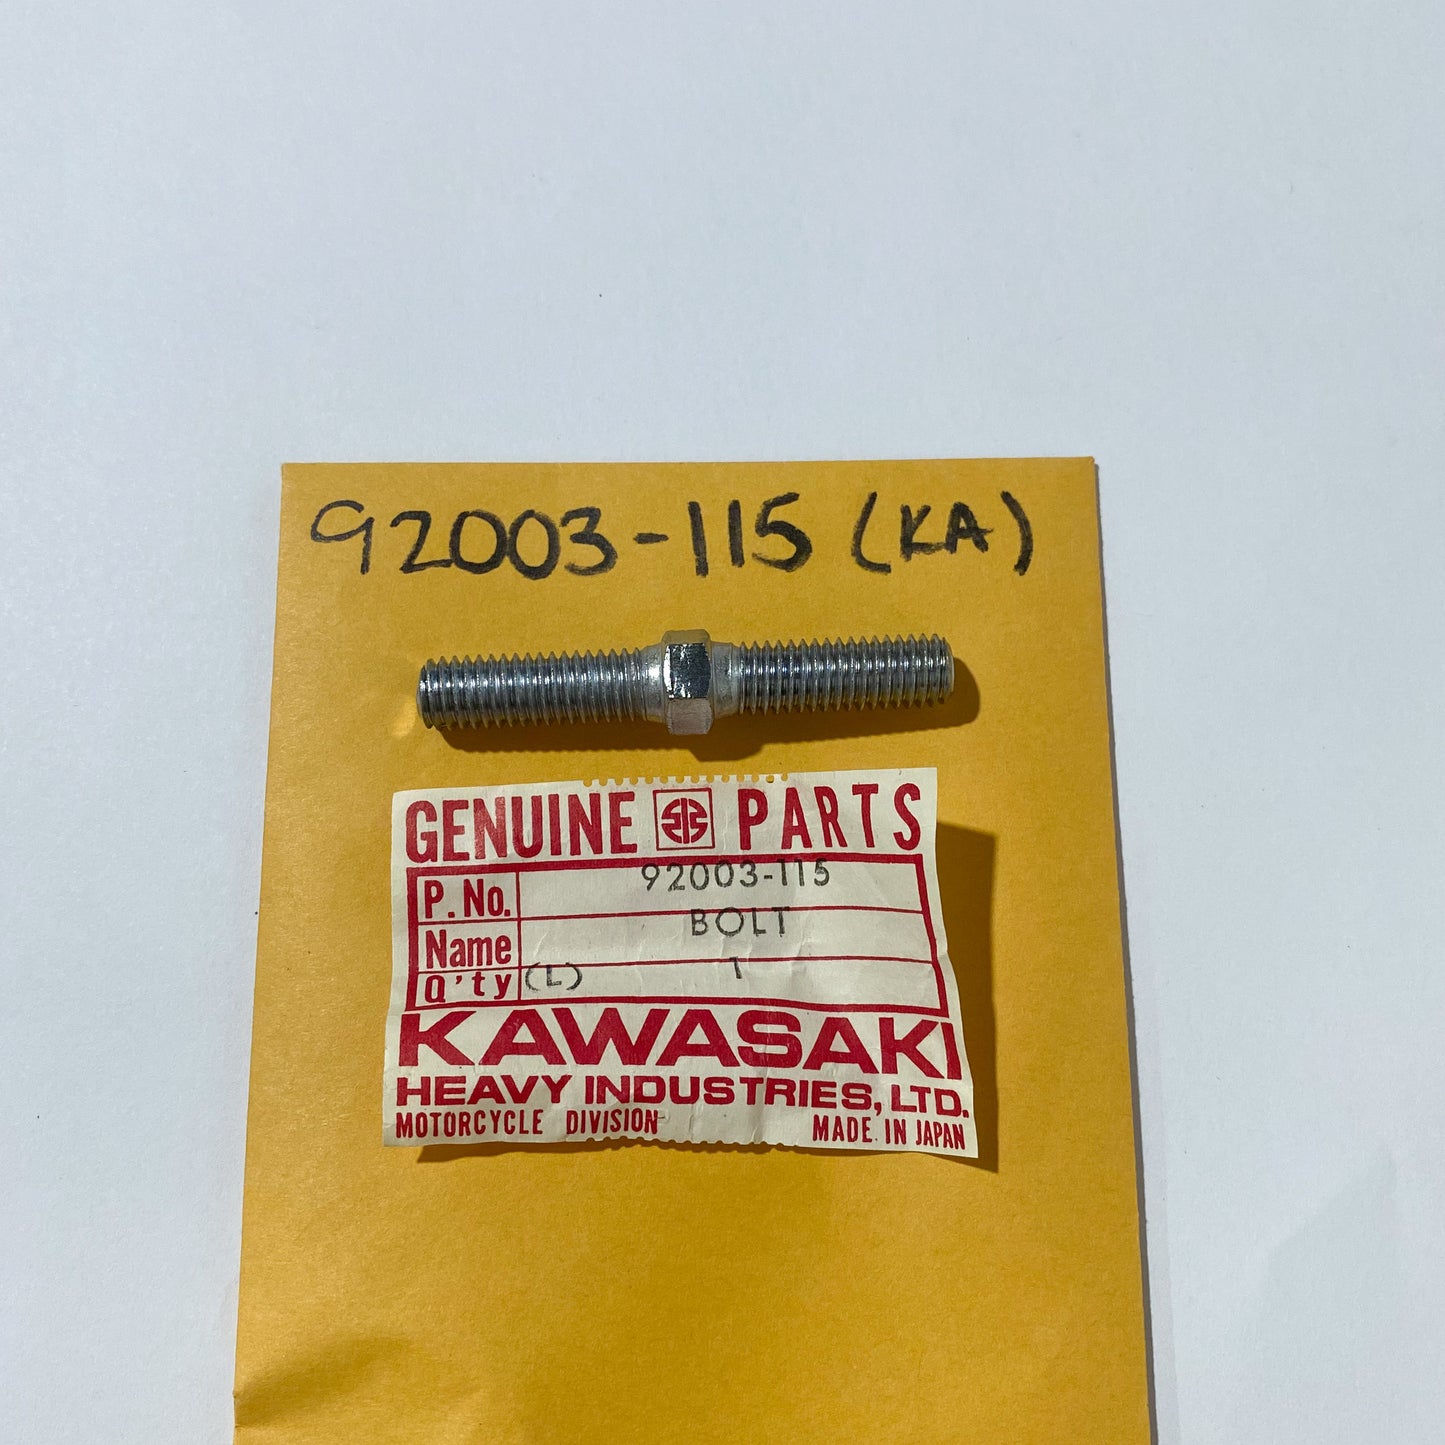 92003-115 (KA)
GENUINE PARTS
P. No. 92003-115
Name BOLT
Q'ty (L) 1
KAWASAKI
HEAVY INDUSTRIES, LTD.
MOTORCYCLE DIVISION MADE IN JAPAN